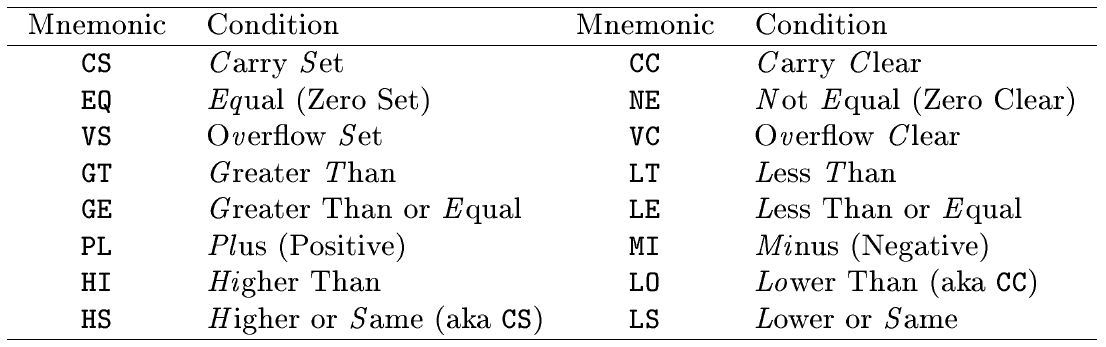 Mnemonic Condition Mnemonic Condition
CS Carry Set CC Carry Clear
EQ Equal (Zero Set) NE Not Equal (Zero Clear)
VS Overflow Set VC Overflow Clear
GT Greater Than LT Less Than
GE Greater Than or Equal LE Less Than or Equal
PL Plus (Positive) MI Minus (Negative)
HI Higher Than LO Lower Than (aka CC)
HS Higher or Same (aka CS) LS Lower or Same